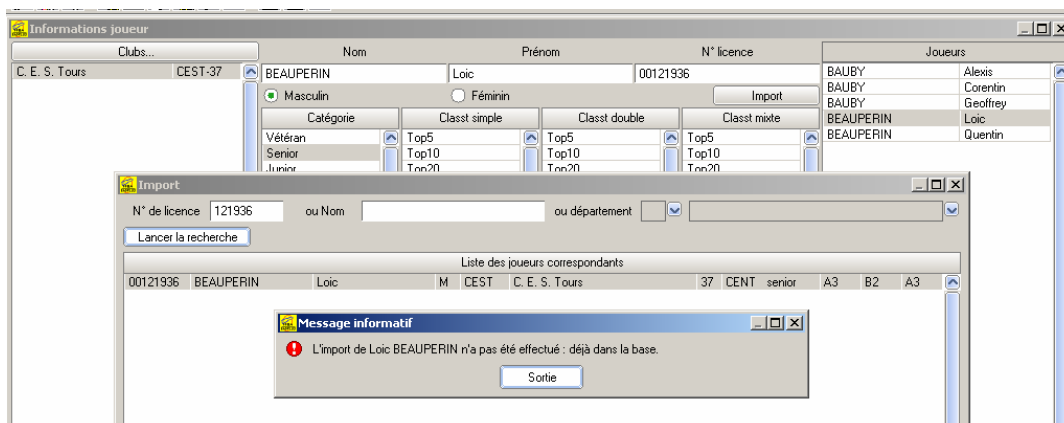 Informations joueur
Clubs... Nom Prénom N° licence Joueurs
C. E. S. Tours CEST-37 BEAUPERIN Loic 00121936 BAUBY Alexis
BAUBY Corentin
Masculin Féminin Import BAUBY Geoffrey
Catégorie Classt simple Classt double Classt mixte BEAUPERIN Loic
Vétéran Top5 Top5 Top5 BEAUPERIN Quentin
Senior Top10 Top10 Top10
Junior Top20 Top20 Top20
Import
N° de licence 121936 ou Nom ou département
Lancer la recherche
Liste des joueurs correspondants
00121936 BEAUPERIN Loic M CEST C. E. S. Tours 37 CENT senior A3 B2 A3
Message informatif
L'import de Loic BEAUPERIN n'a pas été effectué : déjà dans la base.
Sortie